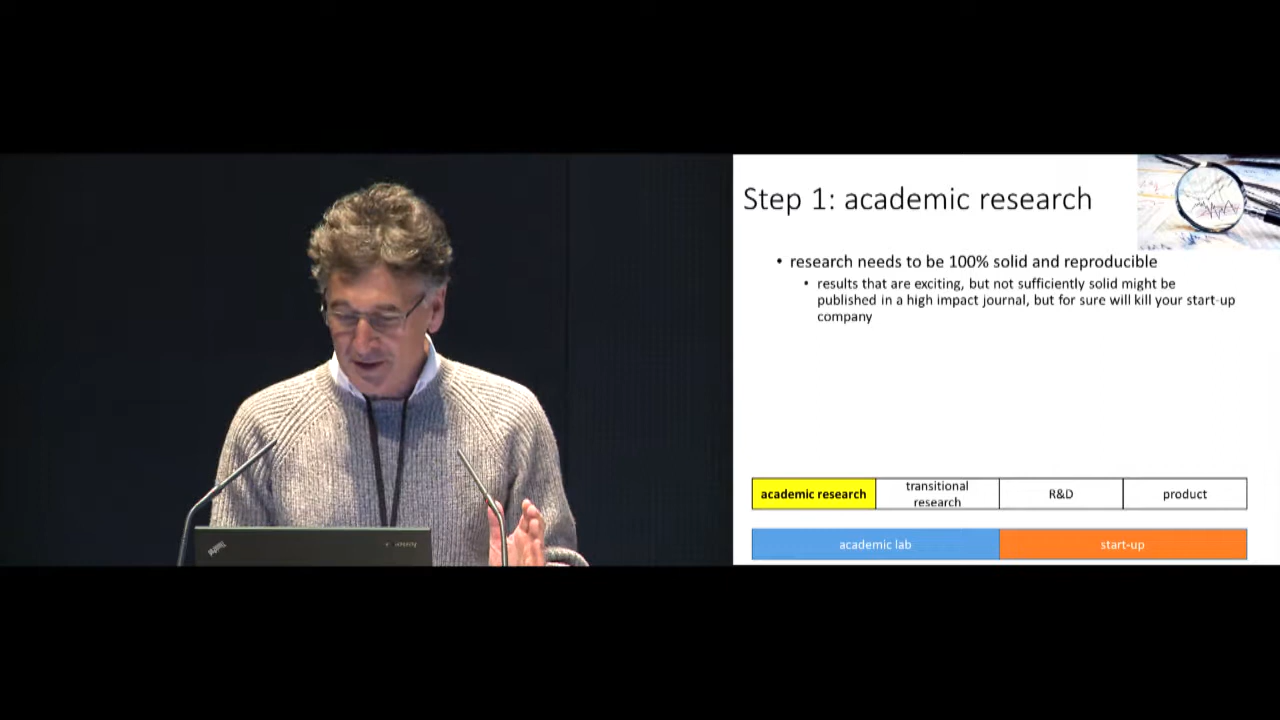 Step 1: academic research
• research needs to be 100% solid and reproducible
• results that are exciting, but not sufficiently solid might be
published in a high impact journal, but for sure will kill your start-up
company
academic research
transitional
research
R&D
product
academic lab
start-up
ThinkPad